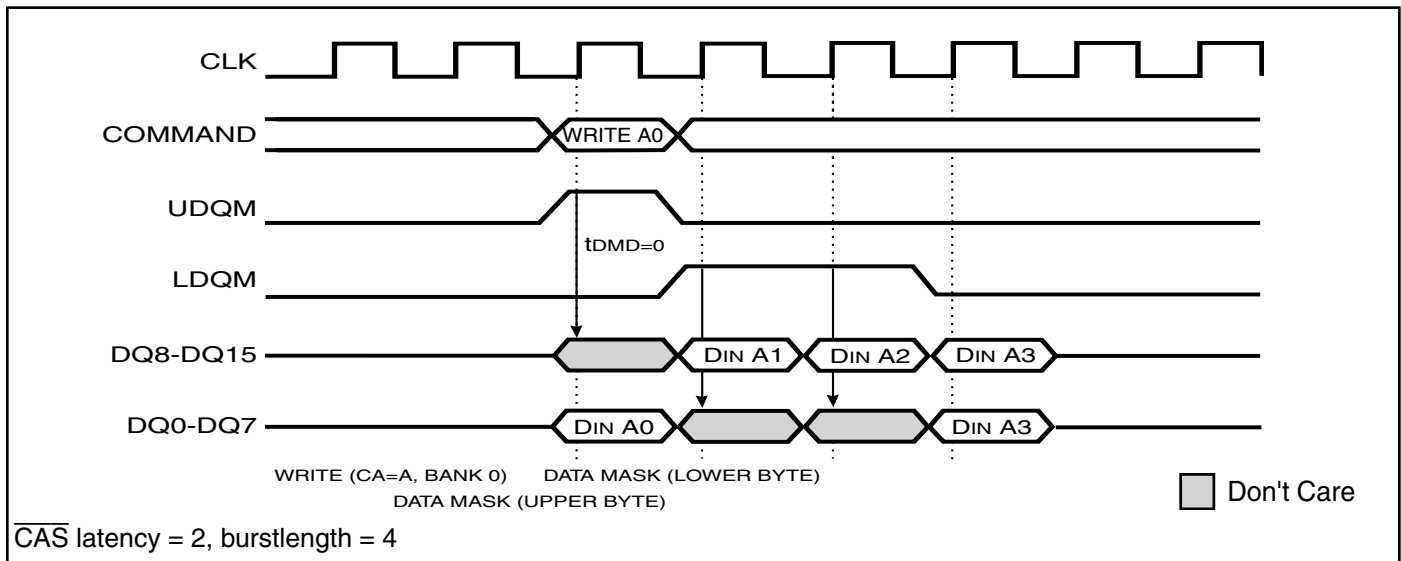 CLK
COMMAND WRITE A0
UDQM
tDMD=0
LDQM
DQ8-DQ15 DIN A1 DIN A2 DIN A3
DQ0-DQ7 DIN A0 DIN A3
WRITE (CA=A, BANK 0) DATA MASK (LOWER BYTE)
DATA MASK (UPPER BYTE)
Don't Care
C̅A̅S̅ latency = 2, burstlength = 4